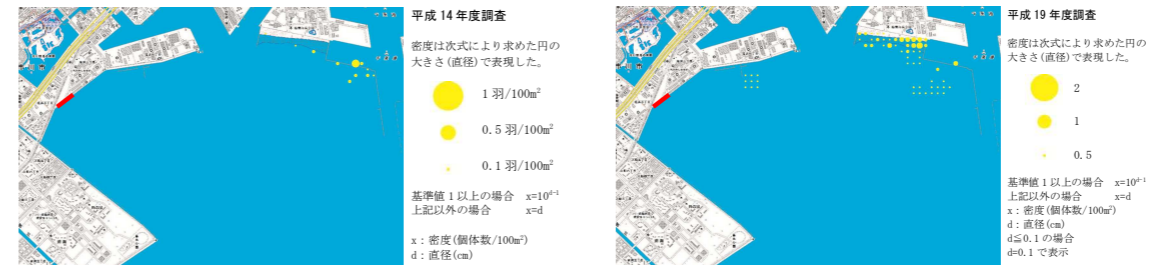 平成 14 年度調査
密度は次式により求めた円の
大きさ(直径)で表現した。
1 羽/100m²
0.5 羽/100m²
0.1 羽/100m²
基準値 1 以上の場合 x=10ᵈ⁻¹
上記以外の場合 x=d
x：密度(個体数/100m²)
d：直径(cm)
平成 19 年度調査
密度は次式により求めた円の
大きさ(直径)で表現した。
2
1
0.5
基準値 1 以上の場合 x=10ᵈ⁻¹
上記以外の場合 x=d
x：密度(個体数/100m²)
d：直径(cm)
d≦0.1 の場合
d=0.1 で表示